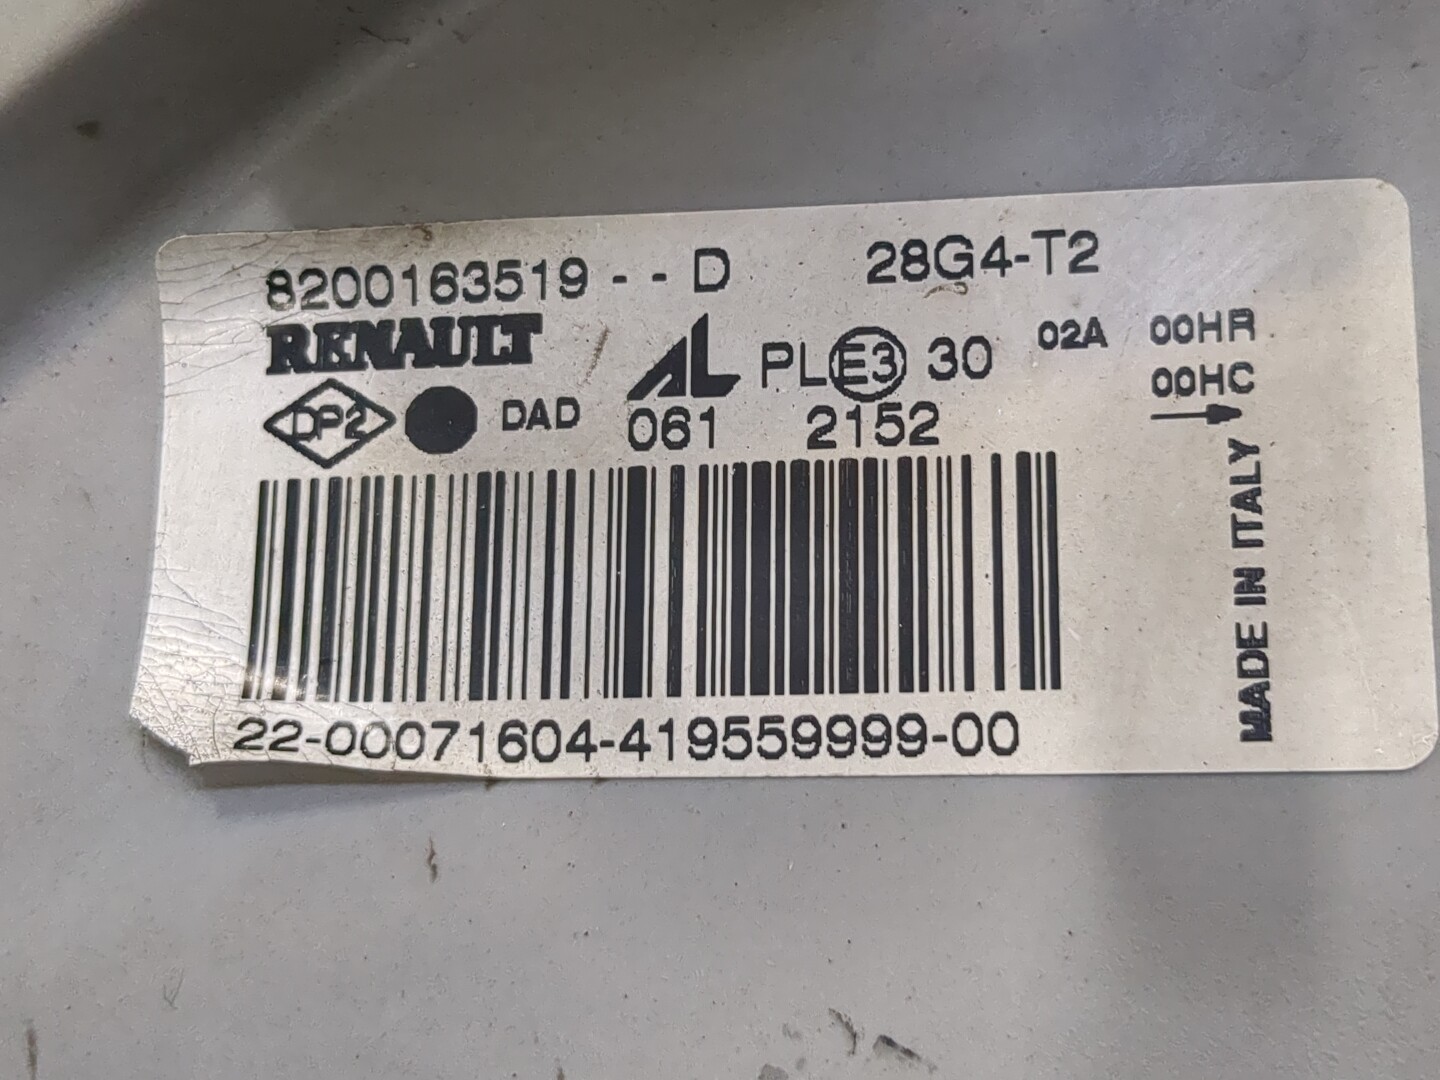 8200163519 - - D 28G4-T2
RENAULT AL PL E3 30 02A 00HR
00HC
DP2 DAD 061 2152
MADE IN ITALY
22-00071604-419559999-00